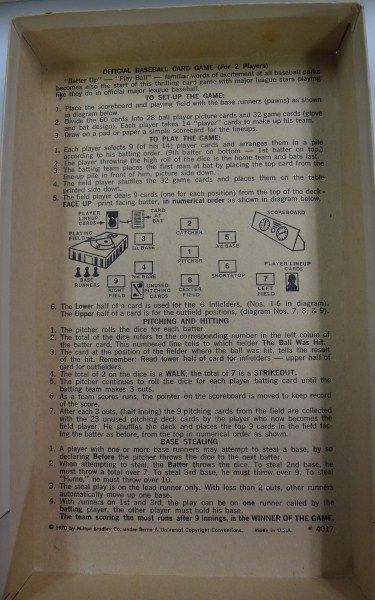 OFFICIAL BASEBALL CARD GAME (For 2 Players)
"Batter Up" — "Play Ball" — familiar words of excitement at all baseball parks
becomes also the start of this thrilling card game with major league stars playing
like they do in official major league baseball.
TO SET-UP THE GAME:
1. Place the scoreboard and playing field with the base runners (pawns) as shown
in diagram below.
2. Divide the 60 cards into 28 ball player picture cards and 32 game cards (glove
and bat design). Each player takes 14 "player" cards to make up his team.
3. Draw on a pad or paper a simple scorecard for the lineups.
TO PLAY THE GAME:
1. Each player selects 9 (of his 14) player cards and arranges them in a pile
according to his batting order. (9th batter on bottom — 1st batter on top.)
2. The player throwing the high roll of the dice is the home team and bats last.
3. The batting team places the first man at bat by placing the top card from the
lineup pile in front of him, picture side down.
4. The field player shuffles the 32 game cards and places them on the table
printed side down.
5. The field player deals 9 cards (one for each position) from the top of the deck -
FACE UP - print facing batter, in numerical order as shown in diagram below.
PLAYER
LINEUP
CARDS
CARD
AT
BAT
SCOREBOARD
2
CATCHER
PLAYING
FIELD
3
1st BASE
5
3rd BASE
1
PITCHER
PLAYER LINEUP
CARDS
4
2nd BASE
6
SHORTSTOP
BASE
RUNNERS
9
RIGHT
FIELD
UNUSED
PITCHING
CARDS
8
CENTER
FIELD
7
LEFT
FIELD
6. The Lower half of a card is used for the 6 infielders. (Nos. 1-6 in diagram).
The Upper half of a card is for the outfield positions, (diagram Nos. 7, 8, & 9).
PITCHING AND HITTING
1. The pitcher rolls the dice for each batter.
2. The total of the dice refers to the corresponding number in the left colum of
the batter card. This numbered line tells to which fielder The Ball Was Hit.
3. The card at the position of the fielder where the ball was hit, tells the result
of the hit. Remember: Read lower half of card for infielders — upper half of
card for outfielders.
4. The total of 2 on the dice is a WALK; the total of 7 is a STRIKEOUT.
5. The pitcher continues to roll the dice for each player batting card until the
batting team makes 3 outs.
6. As a team scores runs, the pointer on the scoreboard is moved to keep record
of the score.
7. After each 3 outs, (half inning) the 9 pitching cards from the field are collected
with the 23 unused pitching deck cards by the player who now becomes the
field player. He shuffles the deck and places the top 9 cards in the field fac-
ing the batter as before, from the top in numerical order as shown.
BASE STEALING
1. A player with one or more base runners may attempt to steal a base, by so
declaring Before the pitcher throws the dice to the next batter.
2. When attempting to steal, the Batter throws the dice. To steal 2nd base, he
must throw a total over 7. To steal 3rd base, he must throw over 9. To steal
"Home," he must throw over 10.
3. The steal play is on the lead runner only. With less than 2 outs, other runners
automatically move up one base.
4. With runners on 1st and 3rd, the play can be on one runner called by the
batting player, the other player must hold his base.
The team scoring the most runs after 9 innings, is the WINNER OF THE GAME.
© 1970 by Milton Bradley Co. under Berne & Universal Copyright Conventions. Made in U.S.A. # 4017